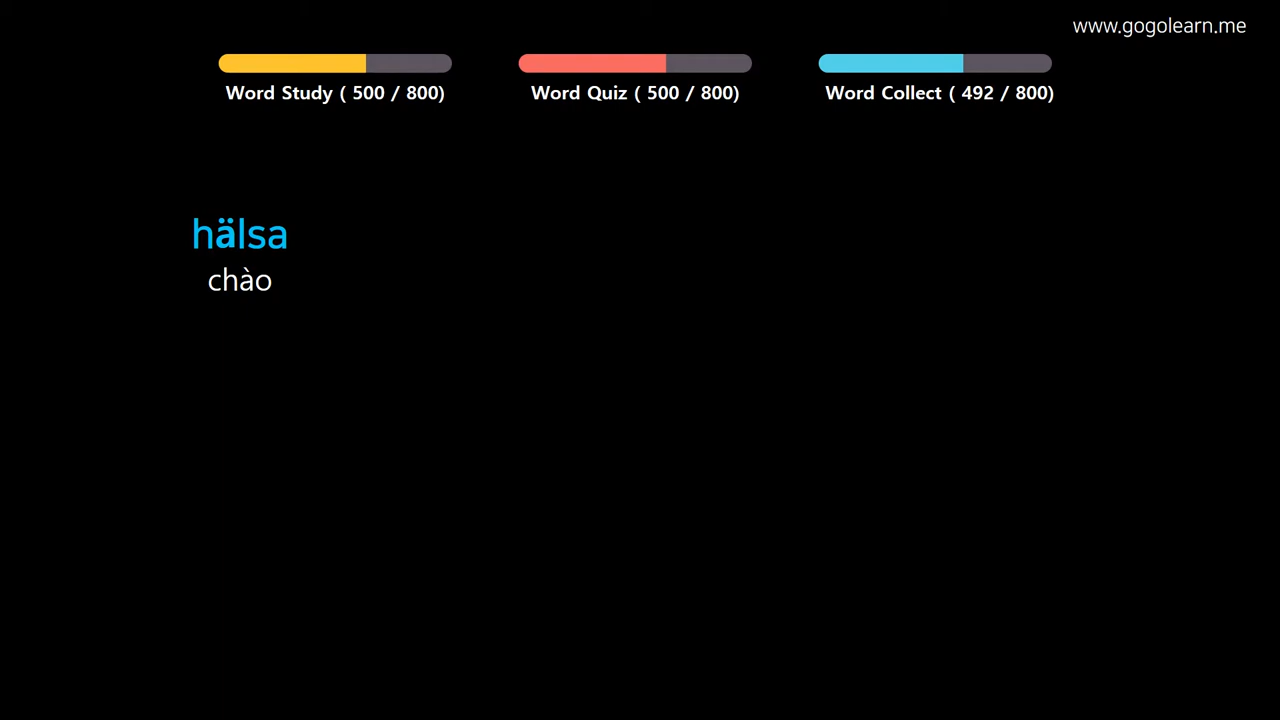 www.gogolearn.me
Word Study ( 500 / 800)
Word Quiz ( 500 / 800)
Word Collect ( 492 / 800)
hälsa
chào